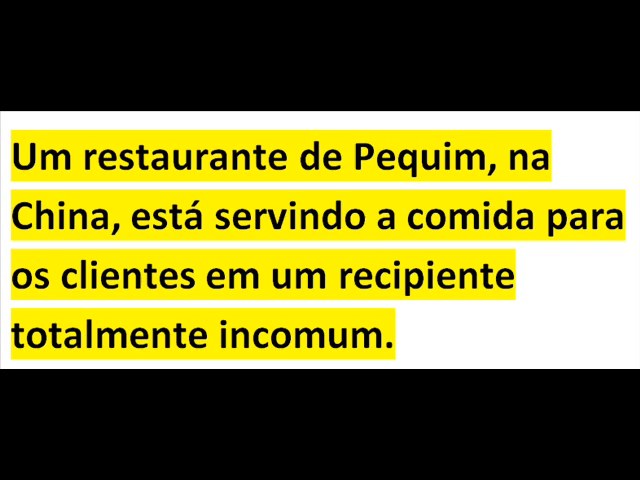 Um restaurante de Pequim, na
China, está servindo a comida para
os clientes em um recipiente
totalmente incomum.